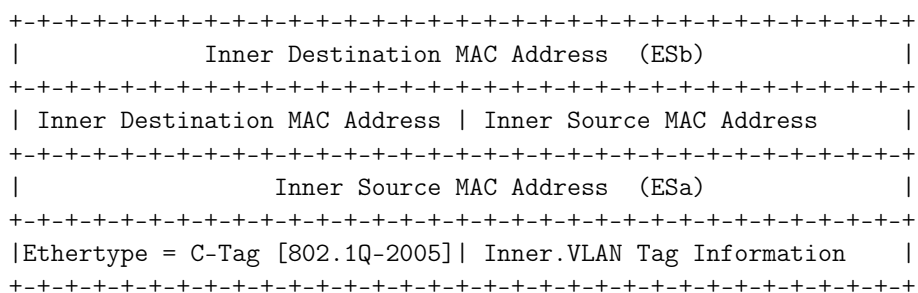 +-+-+-+-+-+-+-+-+-+-+-+-+-+-+-+-+-+-+-+-+-+-+-+-+-+-+-+-+-+-+-+-+
| Inner Destination MAC Address (ESb) |
+-+-+-+-+-+-+-+-+-+-+-+-+-+-+-+-+-+-+-+-+-+-+-+-+-+-+-+-+-+-+-+-+
| Inner Destination MAC Address | Inner Source MAC Address |
+-+-+-+-+-+-+-+-+-+-+-+-+-+-+-+-+-+-+-+-+-+-+-+-+-+-+-+-+-+-+-+-+
| Inner Source MAC Address (ESa) |
+-+-+-+-+-+-+-+-+-+-+-+-+-+-+-+-+-+-+-+-+-+-+-+-+-+-+-+-+-+-+-+-+
|Ethertype = C-Tag [802.1Q-2005]| Inner.VLAN Tag Information |
+-+-+-+-+-+-+-+-+-+-+-+-+-+-+-+-+-+-+-+-+-+-+-+-+-+-+-+-+-+-+-+-+